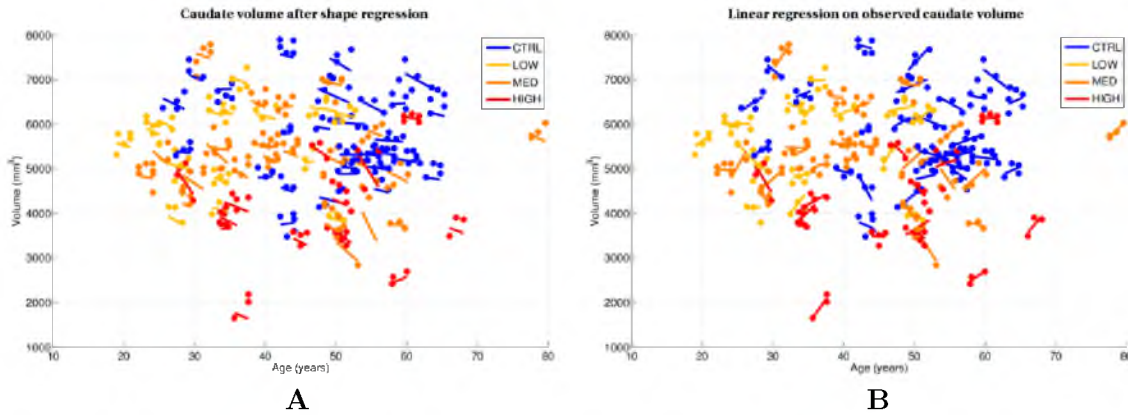 Caudate volume after shape regression
8000
7000
6000
5000
4000
3000
2000
1000
Volume (mm³)
10
20
30
40
50
60
70
80
Age (years)
CTRL
LOW
MED
HIGH
A
Linear regression on observed caudate volume
8000
7000
6000
5000
4000
3000
2000
1000
Volume (mm³)
10
20
30
40
50
60
70
80
Age (years)
CTRL
LOW
MED
HIGH
B